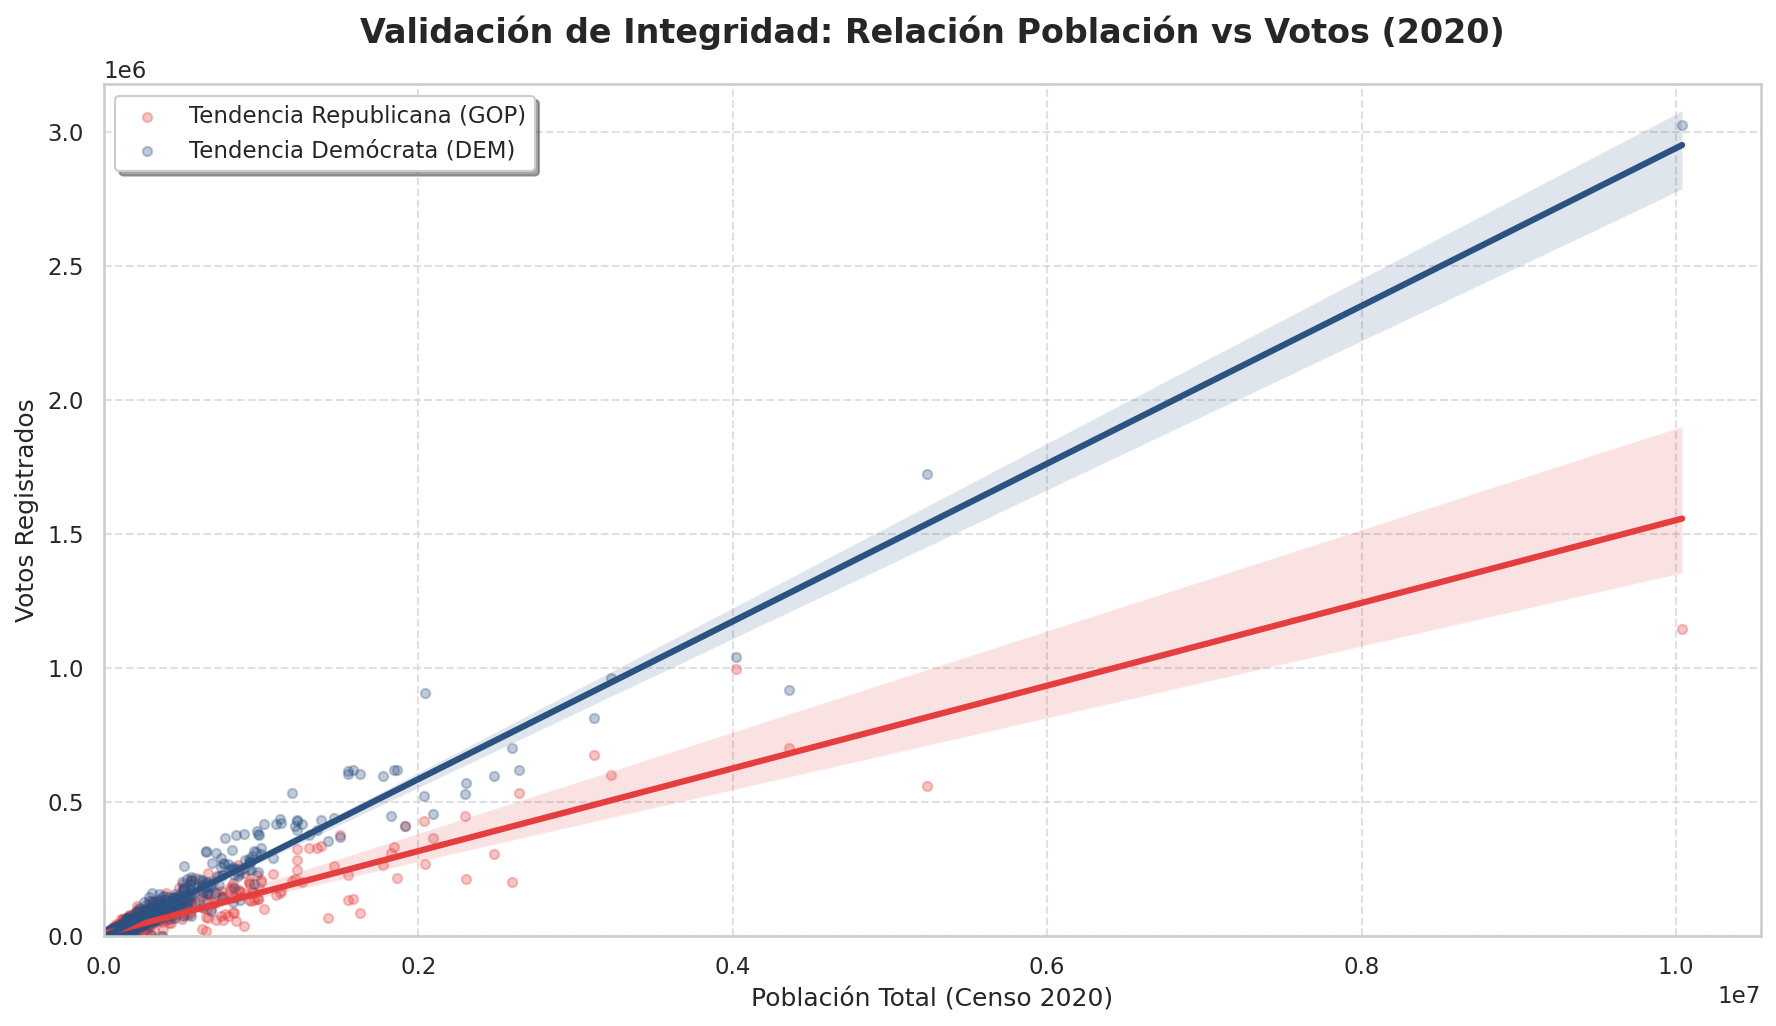 Validación de Integridad: Relación Población vs Votos (2020)
1e6
Tendencia Republicana (GOP)
Tendencia Demócrata (DEM)
3.0
2.5
2.0
1.5
1.0
0.5
0.0
Votos Registrados
0.0 0.2 0.4 0.6 0.8 1.0
Población Total (Censo 2020)
1e7